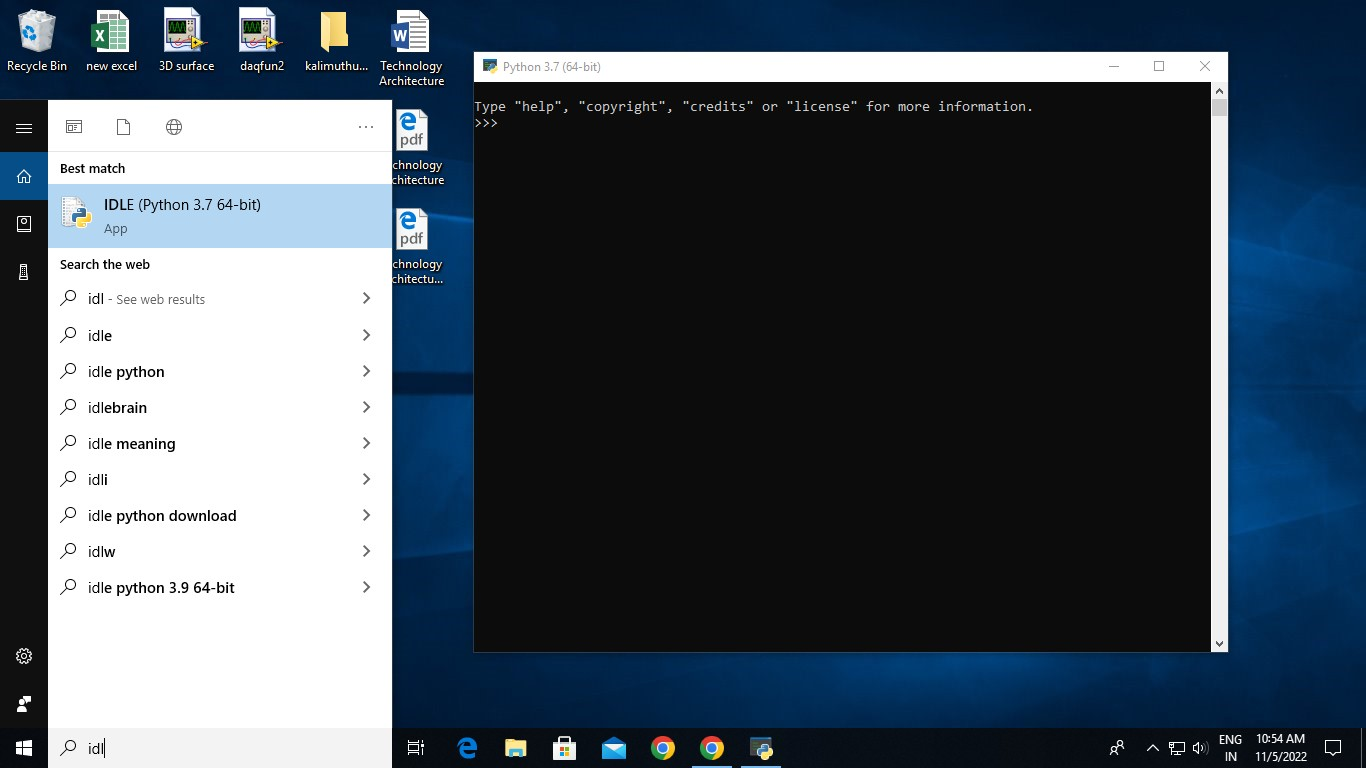 Recycle Bin
new excel
3D surface
daqfun2
kalimuthu...
Technology
Architecture
Python 3.7 (64-bit)
Type "help", "copyright", "credits" or "license" for more information.
>>>
...
Best match
IDLE (Python 3.7 64-bit)
App
Search the web
idl - See web results
idle
idle python
idlebrain
idle meaning
idli
idle python download
idlw
idle python 3.9 64-bit
pdf
chnology
chitecture
pdf
chnology
chitectu...
idl
ENG
IN
10:54 AM
11/5/2022